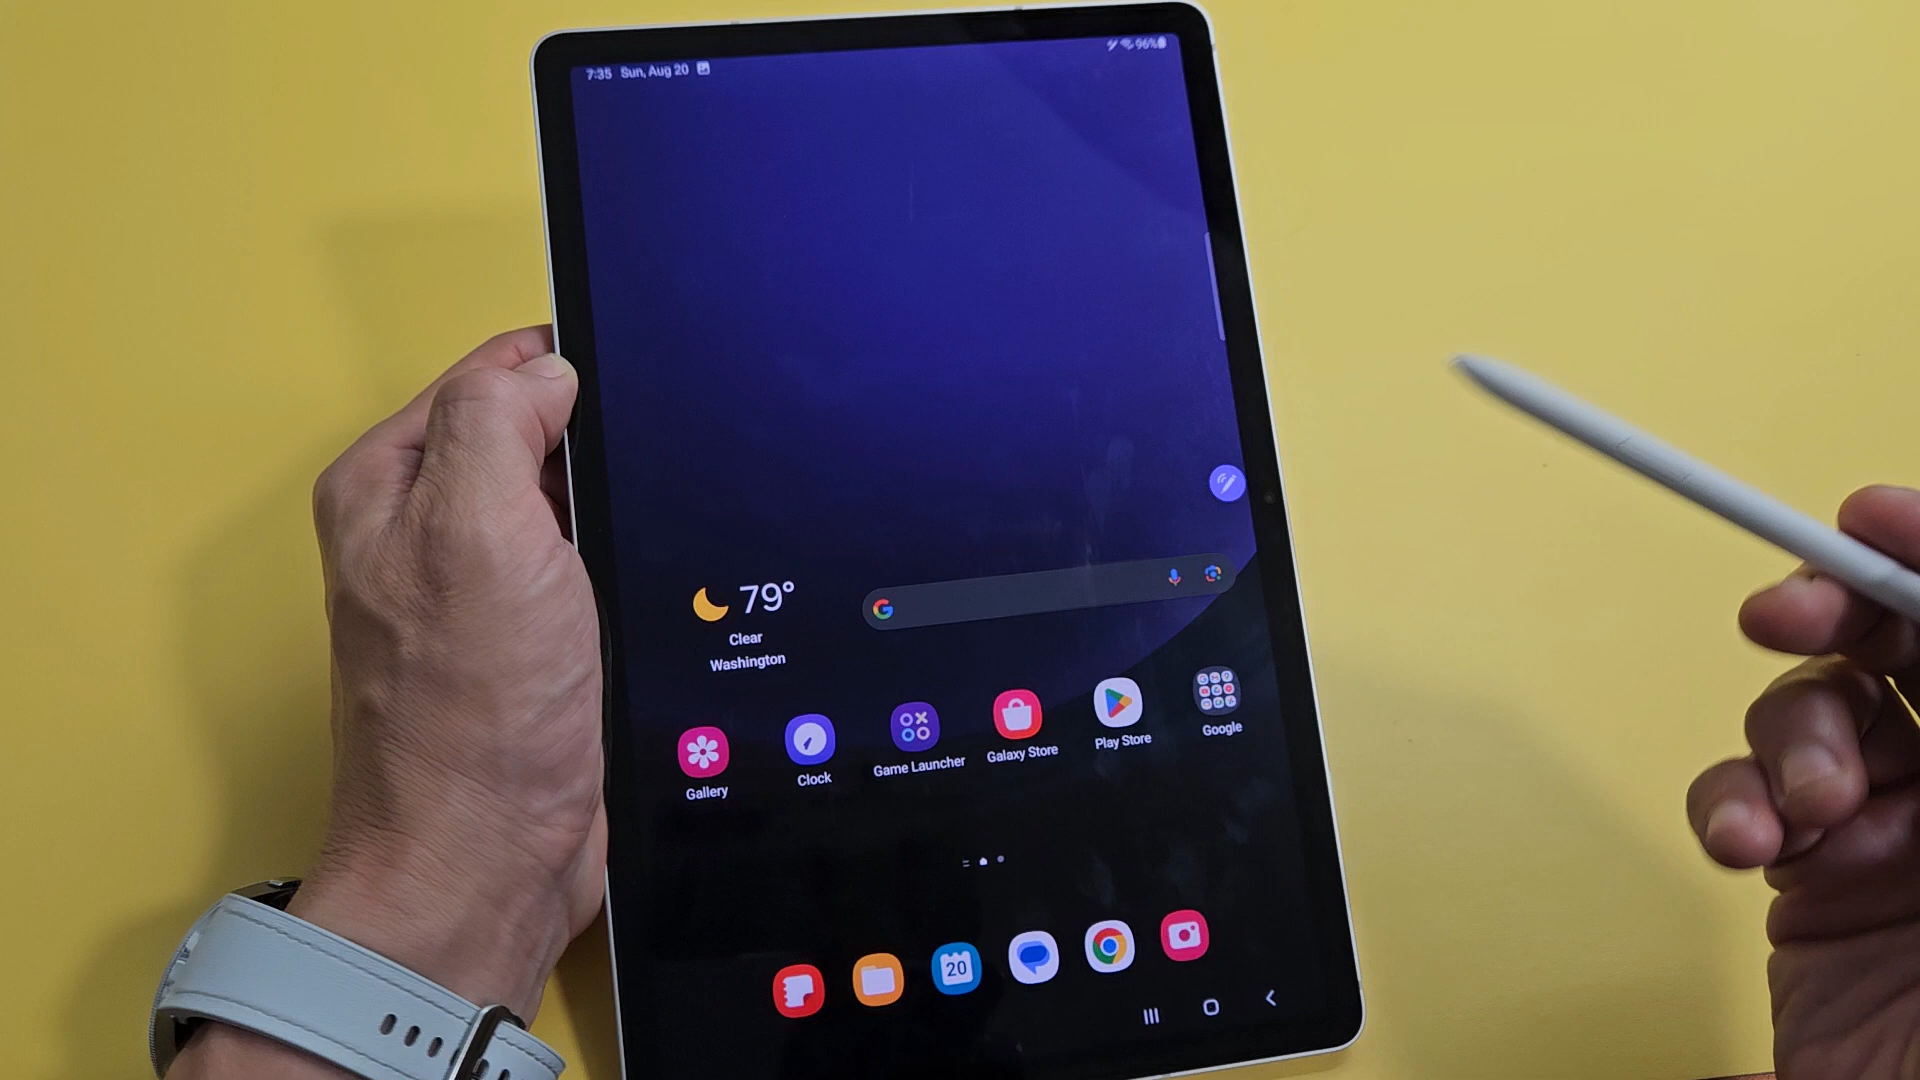 7:35 Sun, Aug 20
96%
79°
Clear
Washington
G
Gallery
Clock
Game Launcher
Galaxy Store
Play Store
Google
20